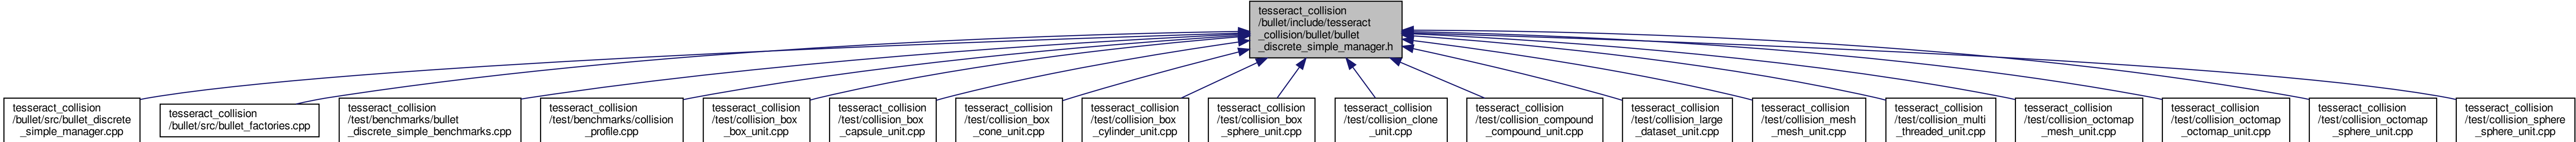 tesseract_collision
/bullet/include/tesseract
_collision/bullet/bullet
_discrete_simple_manager.h
tesseract_collision
/bullet/src/bullet_discrete
_simple_manager.cpp
tesseract_collision
/bullet/src/bullet_factories.cpp
tesseract_collision
/test/benchmarks/bullet
_discrete_simple_benchmarks.cpp
tesseract_collision
/test/benchmarks/collision
_profile.cpp
tesseract_collision
/test/collision_box
_box_unit.cpp
tesseract_collision
/test/collision_box
_capsule_unit.cpp
tesseract_collision
/test/collision_box
_cone_unit.cpp
tesseract_collision
/test/collision_box
_cylinder_unit.cpp
tesseract_collision
/test/collision_box
_sphere_unit.cpp
tesseract_collision
/test/collision_clone
_unit.cpp
tesseract_collision
/test/collision_compound
_compound_unit.cpp
tesseract_collision
/test/collision_large
_dataset_unit.cpp
tesseract_collision
/test/collision_mesh
_mesh_unit.cpp
tesseract_collision
/test/collision_multi
_threaded_unit.cpp
tesseract_collision
/test/collision_octomap
_mesh_unit.cpp
tesseract_collision
/test/collision_octomap
_octomap_unit.cpp
tesseract_collision
/test/collision_octomap
_sphere_unit.cpp
tesseract_collision
/test/collision_sphere
_sphere_unit.cpp